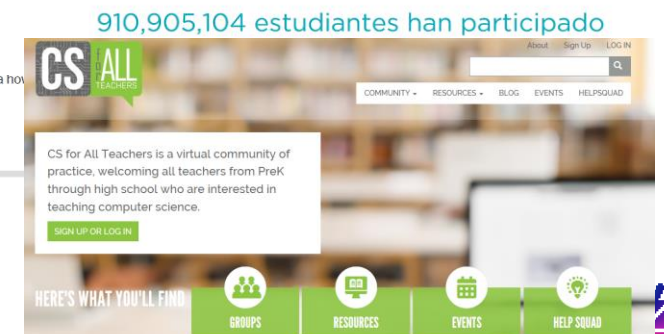 910,905,104 estudiantes han participado
About Sign Up LOG IN
CS for ALL TEACHERS
a hov
COMMUNITY RESOURCES BLOG EVENTS HELPSQUAD
CS for All Teachers is a virtual community of
practice, welcoming all teachers from PreK
through high school who are interested in
teaching computer science.
SIGN UP OR LOG IN
HERE'S WHAT YOU'LL FIND
GROUPS RESOURCES EVENTS HELP SQUAD